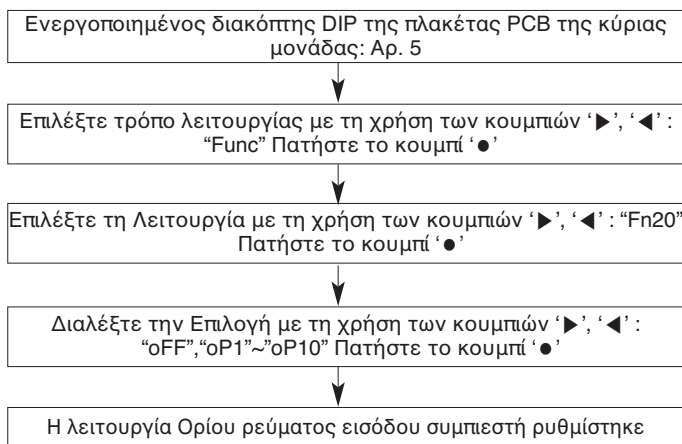 Ενεργοποιημένος διακόπτης DIP της πλακέτας PCB της κύριας
μονάδας: Αρ. 5
Επιλέξτε τρόπο λειτουργίας με τη χρήση των κουμπιών ‘▶’, ‘◀’ :
“Func” Πατήστε το κουμπί ‘●’
Επιλέξτε τη Λειτουργία με τη χρήση των κουμπιών ‘▶’, ‘◀’ : “Fn20”
Πατήστε το κουμπί ‘●’
Διαλέξτε την Επιλογή με τη χρήση των κουμπιών ‘▶’, ‘◀’ :
“oFF”,“oP1”~”oP10” Πατήστε το κουμπί ‘●’
Η λειτουργία Ορίου ρεύματος εισόδου συμπιεστή ρυθμίστηκε